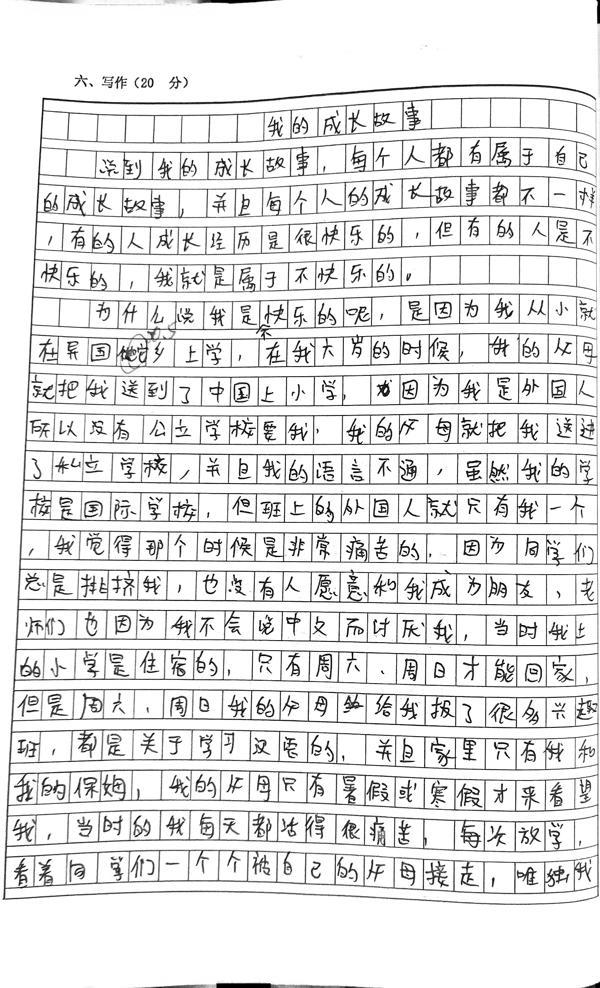 六、写作（20 分）
我的成长故事
说到我的成长故事，每个人都有属于自己
的成长故事，并且每个人的成长故事都不一样
，有的人成长经历是很快乐的，但有的人是不
快乐的，我就是属于不快乐的。
为什么说我是不快乐的呢，是因为我从小就
在异国他乡上学，在我六岁的时候，我的父母
就把我送到了中国上小学，因为我是外国人
所以没有公立学校要我，我的父母就把我送进
了私立学校，并且我的语言不通，虽然我的学
校是国际学校，但班上的外国人就只有我一个
，我觉得那个时候是非常痛苦的，因为同学们
总是排挤我，也没有人愿意和我成为朋友，老
师们也因为我不会说中文而讨厌我，当时我上
的小学是住宿的，只有周六、周日才能回家，
但是周六、周日我的父母给我报了很多兴趣
班，都是关于学习汉语的，并且家里只有我和
我的保姆，我的父母只有暑假或寒假才来看望
我，当时的我每天都活得很痛苦，每次放学，
看着同学们一个个被自己的父母接走，唯独我